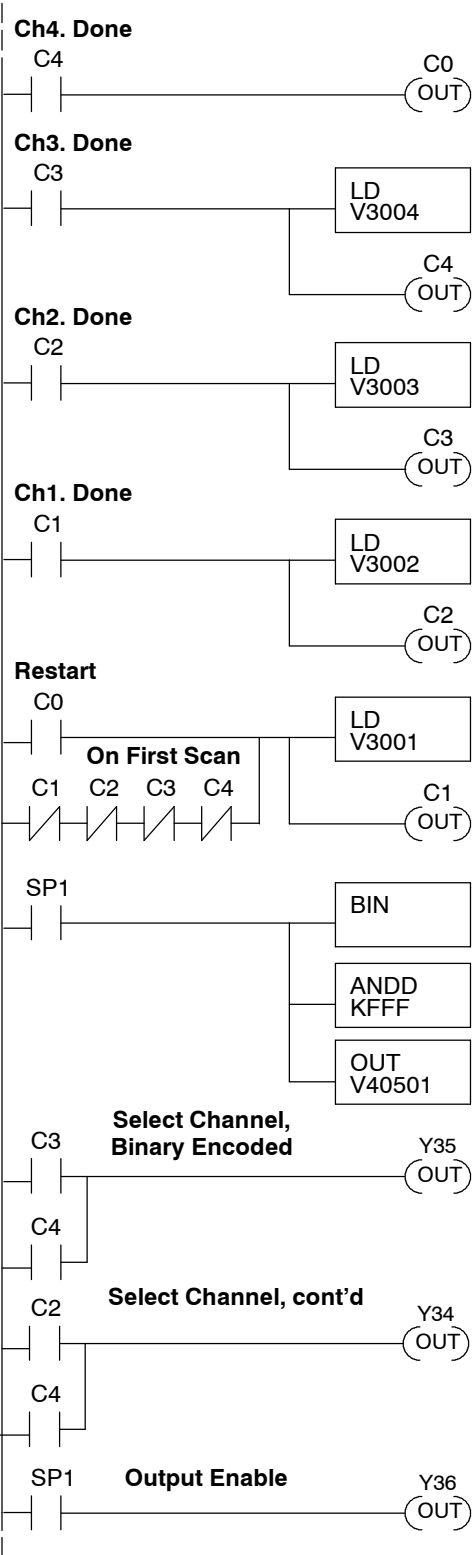 Ch4. Done
C4
C0
OUT
Ch3. Done
C3
LD
V3004
C4
OUT
Ch2. Done
C2
LD
V3003
C3
OUT
Ch1. Done
C1
LD
V3002
C2
OUT
Restart
C0
LD
V3001
On First Scan
C1 C2 C3 C4
C1
OUT
SP1
BIN
ANDD
KFFF
OUT
V40501
Select Channel,
Binary Encoded
C3
Y35
OUT
C4
Select Channel, cont’d
C2
Y34
OUT
C4
SP1
Output Enable
Y36
OUT